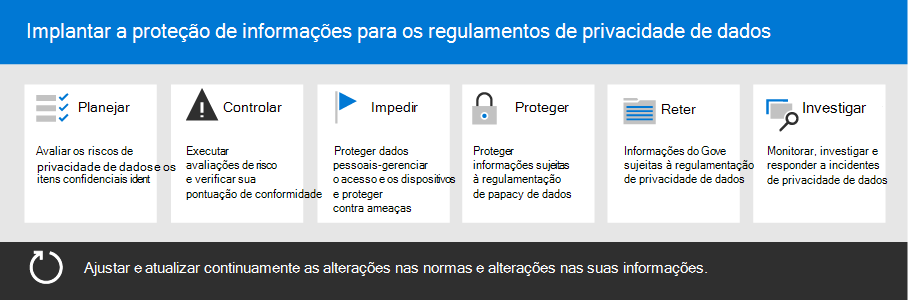 Implantar a proteção de informações para os regulamentos de privacidade de dados
Planejar
Avaliar os riscos de
privacidade de dados e os
itens confidenciais ident
Controlar
Executar
avaliações de risco
e verificar sua
pontuação de conformidade
Impedir
Proteger dados
pessoais-gerenciar
o acesso e os dispositivos
e proteger
contra ameaças
Proteger
Proteger
informações sujeitas
à regulamentação
de papacy de dados
Reter
Informações do Gove
sujeitas à regulamentação
de privacidade de dados
Investigar
Monitorar, investigar e
responder a incidentes
de privacidade de dados
Ajustar e atualizar continuamente as alterações nas normas e alterações nas suas informações.